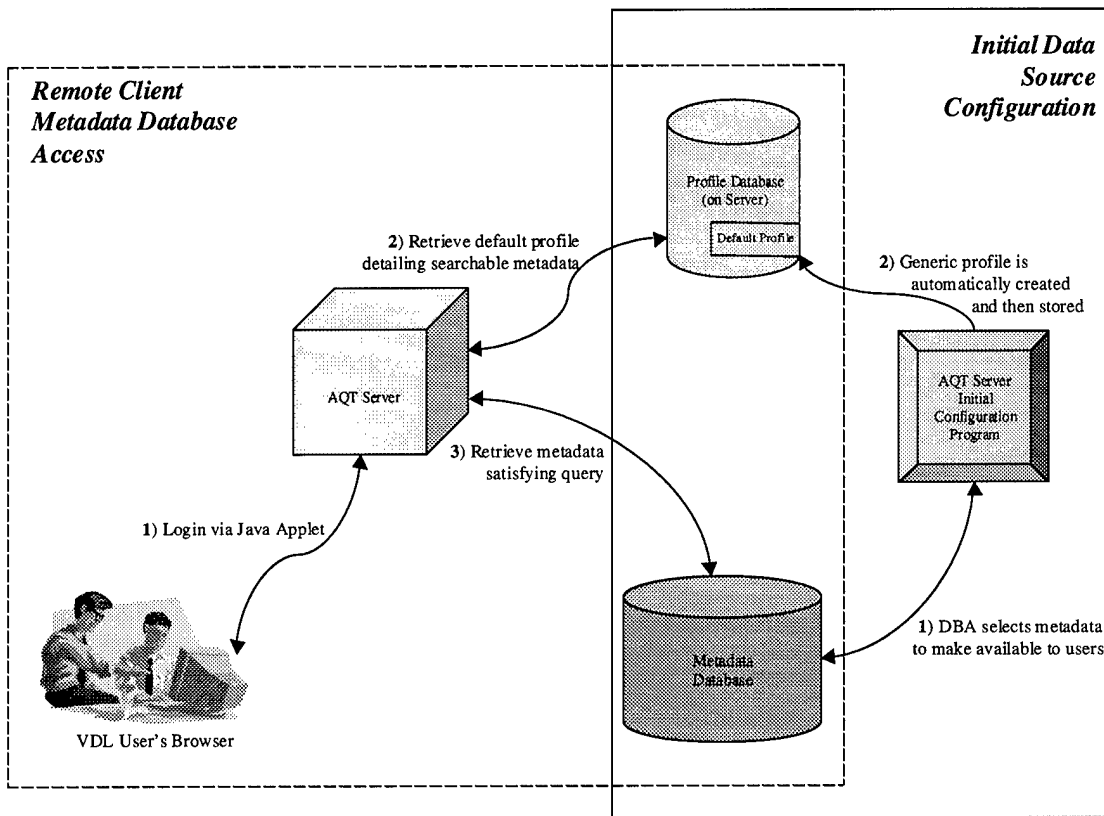 Initial Data
Source
Configuration
Remote Client
Metadata Database
Access
Profile Database
(on Server)
Default Profile
2) Retrieve default profile
detailing searchable metadata
2) Generic profile is
automatically created
and then stored
AQT Server
AQT Server
Initial
Configuration
Program
3) Retrieve metadata
satisfying query
1) Login via Java Applet
1) DBA selects metadata
to make available to users
Metadata
Database
VDL User's Browser